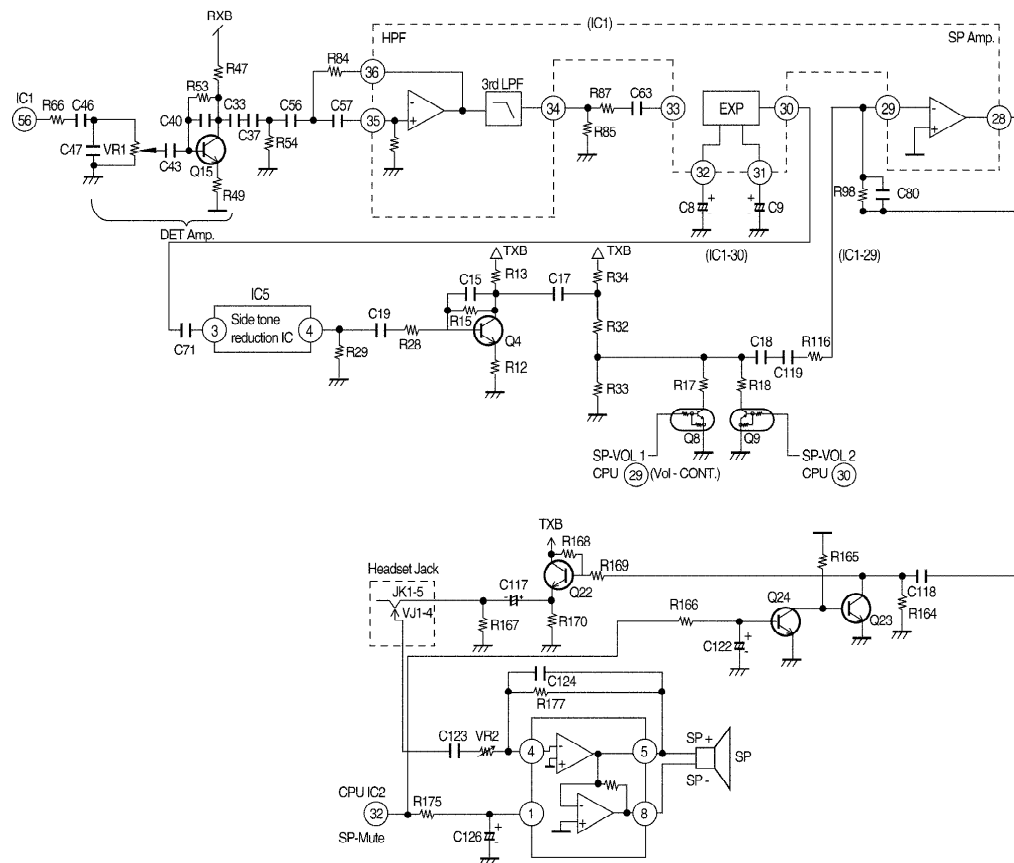 RXB
(IC1)
HPF
SP Amp.
R47
R84
36
3rd LPF
IC1
56
R66
C46
R53
C33
C56
C57
35
34
R87
C63
33
EXP
30
29
28
C40
C37
R54
R85
C47
VR1
C43
Q15
R49
32
31
C8
+
+
C9
R98
C80
DET Amp.
(IC1-30)
(IC1-29)
TXB
TXB
R13
C15
C17
R34
IC5
3
Side tone
reduction IC
4
C19
R15
R28
Q4
R32
C71
R29
R12
C18
R116
C119
R33
R17
R18
Q8
Q9
SP-VOL 1
CPU 29 (Vol - CONT.)
SP-VOL 2
CPU 30
TXB
R168
R165
Headset Jack
JK1-5
VJ1-4
C117
- +
Q22
R169
C118
R167
R170
R166
Q24
Q23
R164
C122
+
-
C124
R177
C123
VR2
4
5
SP +
SP
SP -
CPU IC2
32
SP-Mute
R175
1
8
C126
+
-